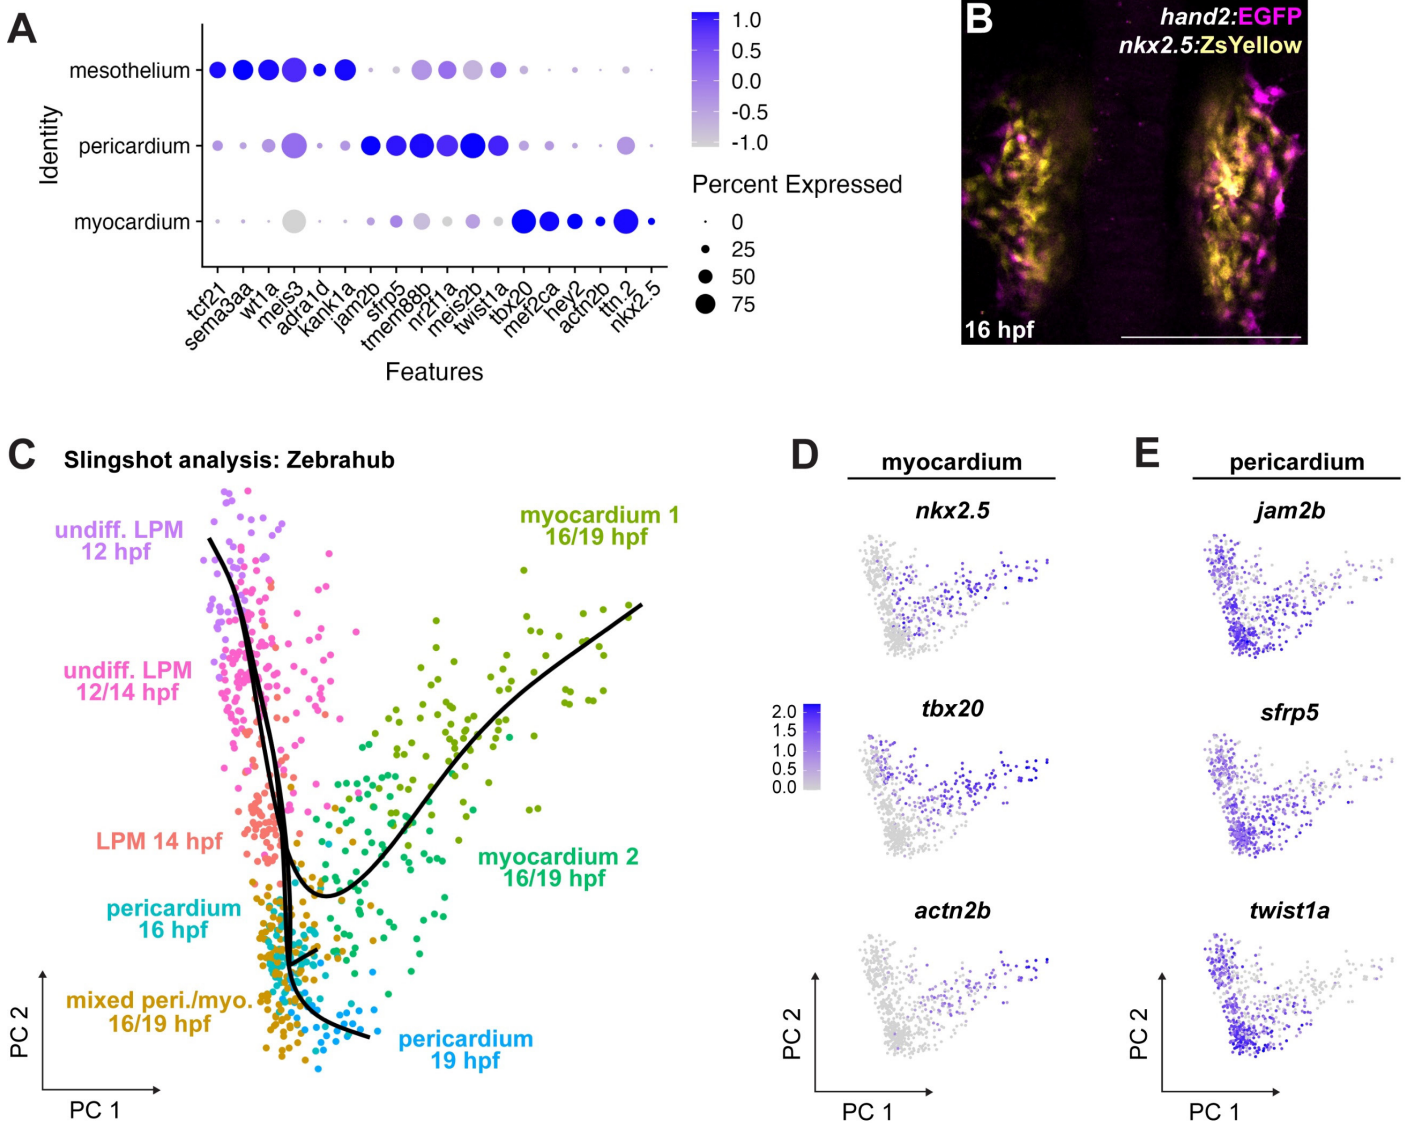 A
Identity
mesothelium
pericardium
myocardium
tcf21
sema3aa
wt1a
meis3
adra1d
kank1a
jam2b
sfrp5
tmem88b
nr2f1a
meis2b
twist1a
tbx20
mef2ca
hey2
actn2b
ttn.2
nkx2.5
Features
1.0
0.5
0.0
-0.5
-1.0
Percent Expressed
0
25
50
75
B
hand2:EGFP
nkx2.5:ZsYellow
16 hpf
C
Slingshot analysis: Zebrahub
undiff. LPM
12 hpf
undiff. LPM
12/14 hpf
LPM 14 hpf
pericardium
16 hpf
mixed peri./myo.
16/19 hpf
myocardium 1
16/19 hpf
myocardium 2
16/19 hpf
pericardium
19 hpf
PC 2
PC 1
D
myocardium
nkx2.5
tbx20
2.0
1.5
1.0
0.5
0.0
actn2b
PC 2
PC 1
E
pericardium
jam2b
sfrp5
twist1a
PC 2
PC 1